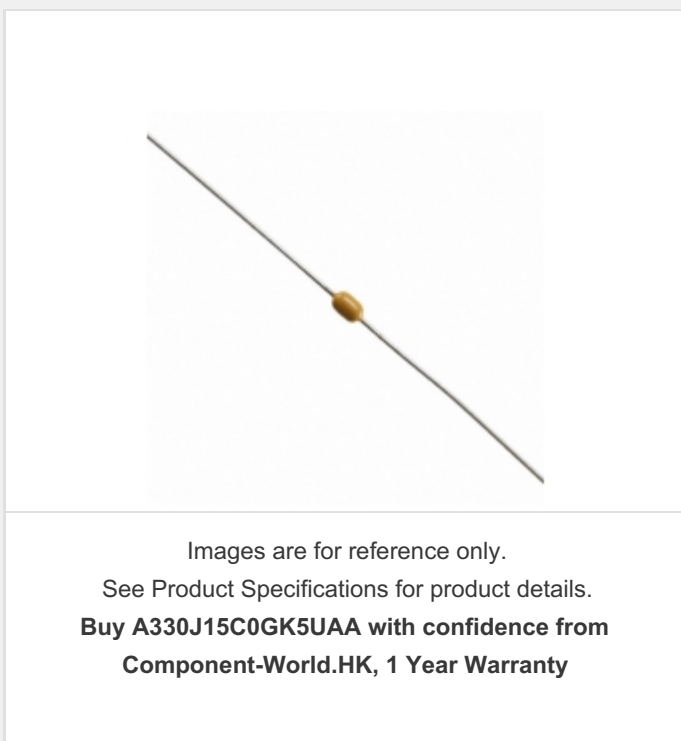 Images are for reference only.
See Product Specifications for product details.
Buy A330J15C0GK5UAA with confidence from
Component-World.HK, 1 Year Warranty